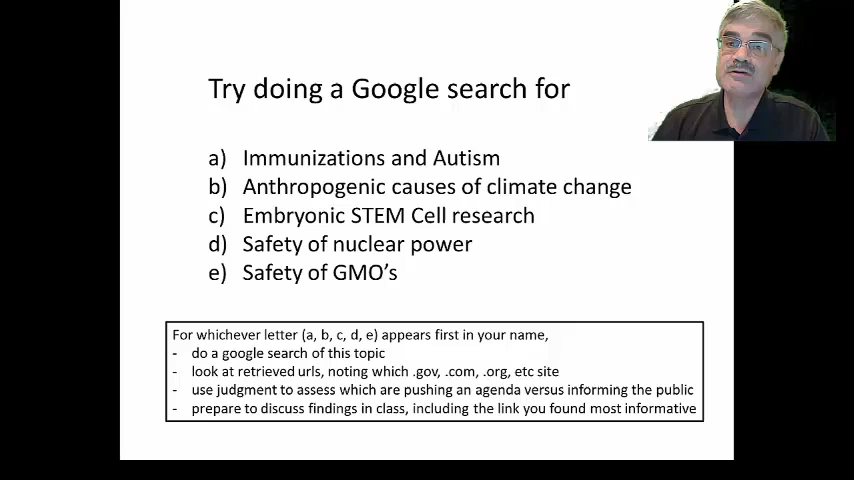 Try doing a Google search for
a) Immunizations and Autism
b) Anthropogenic causes of climate change
c) Embryonic STEM Cell research
d) Safety of nuclear power
e) Safety of GMO's
For whichever letter (a, b, c, d, e) appears first in your name,
- do a google search of this topic
- look at retrieved urls, noting which .gov, .com, .org, etc site
- use judgment to assess which are pushing an agenda versus informing the public
- prepare to discuss findings in class, including the link you found most informative